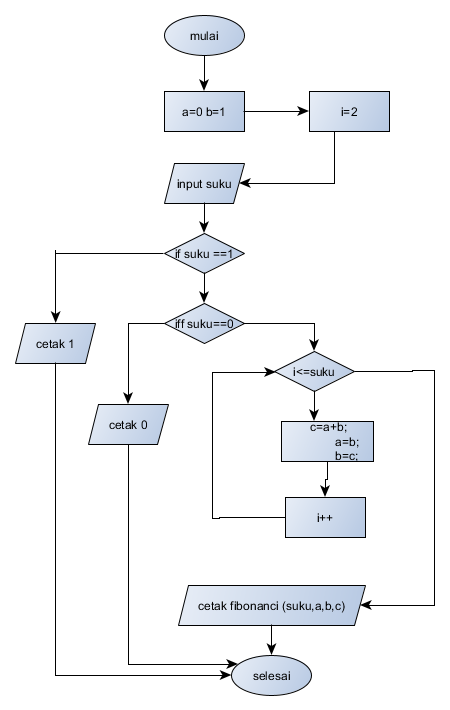 mulai
a=0 b=1
i=2
input suku
if suku ==1
iff suku==0
cetak 1
i<=suku
cetak 0
c=a+b;
a=b;
b=c;
i++
cetak fibonanci (suku,a,b,c)
selesai